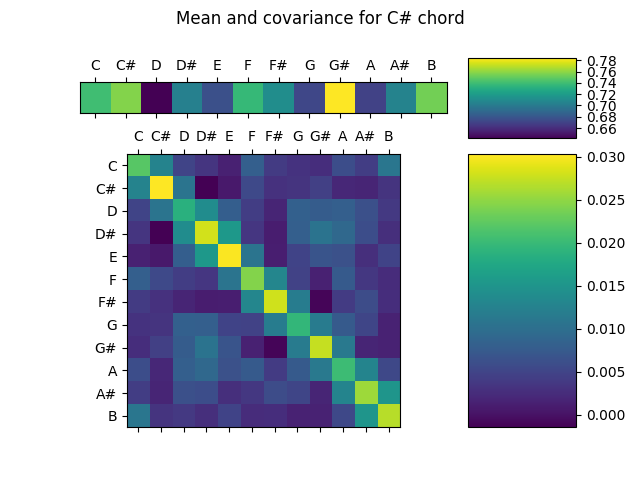 Mean and covariance for C# chord
C C# D D# E F F# G G# A A# B
0.78
0.76
0.74
0.72
0.70
0.68
0.66
C C# D D# E F F# G G# A A# B
C
C#
D
D#
E
F
F#
G
G#
A
A#
B
0.030
0.025
0.020
0.015
0.010
0.005
0.000